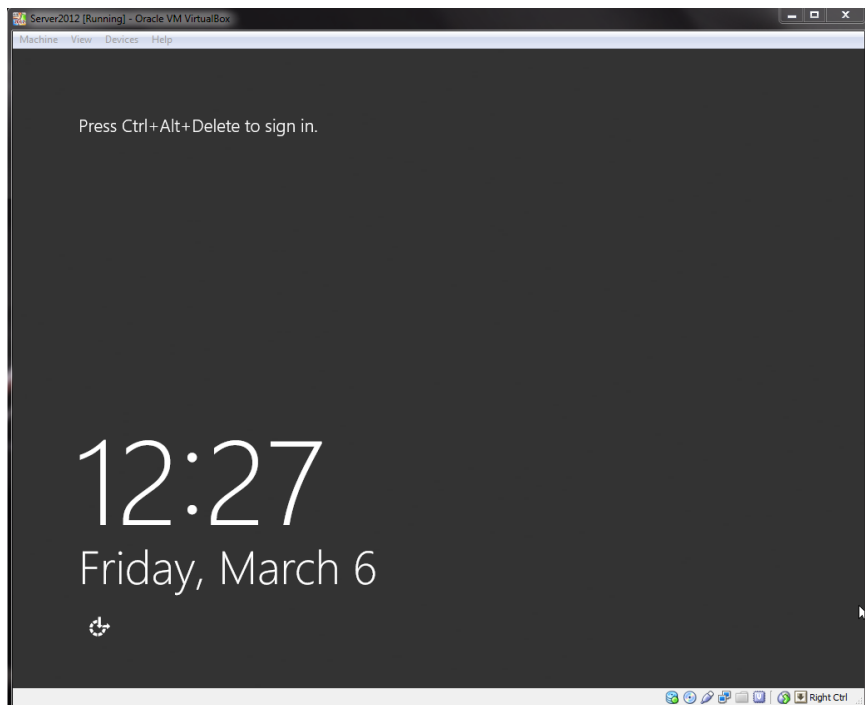 Server2012 [Running] - Oracle VM VirtualBox
Machine View Devices Help
Press Ctrl+Alt+Delete to sign in.
12:27
Friday, March 6
Right Ctrl